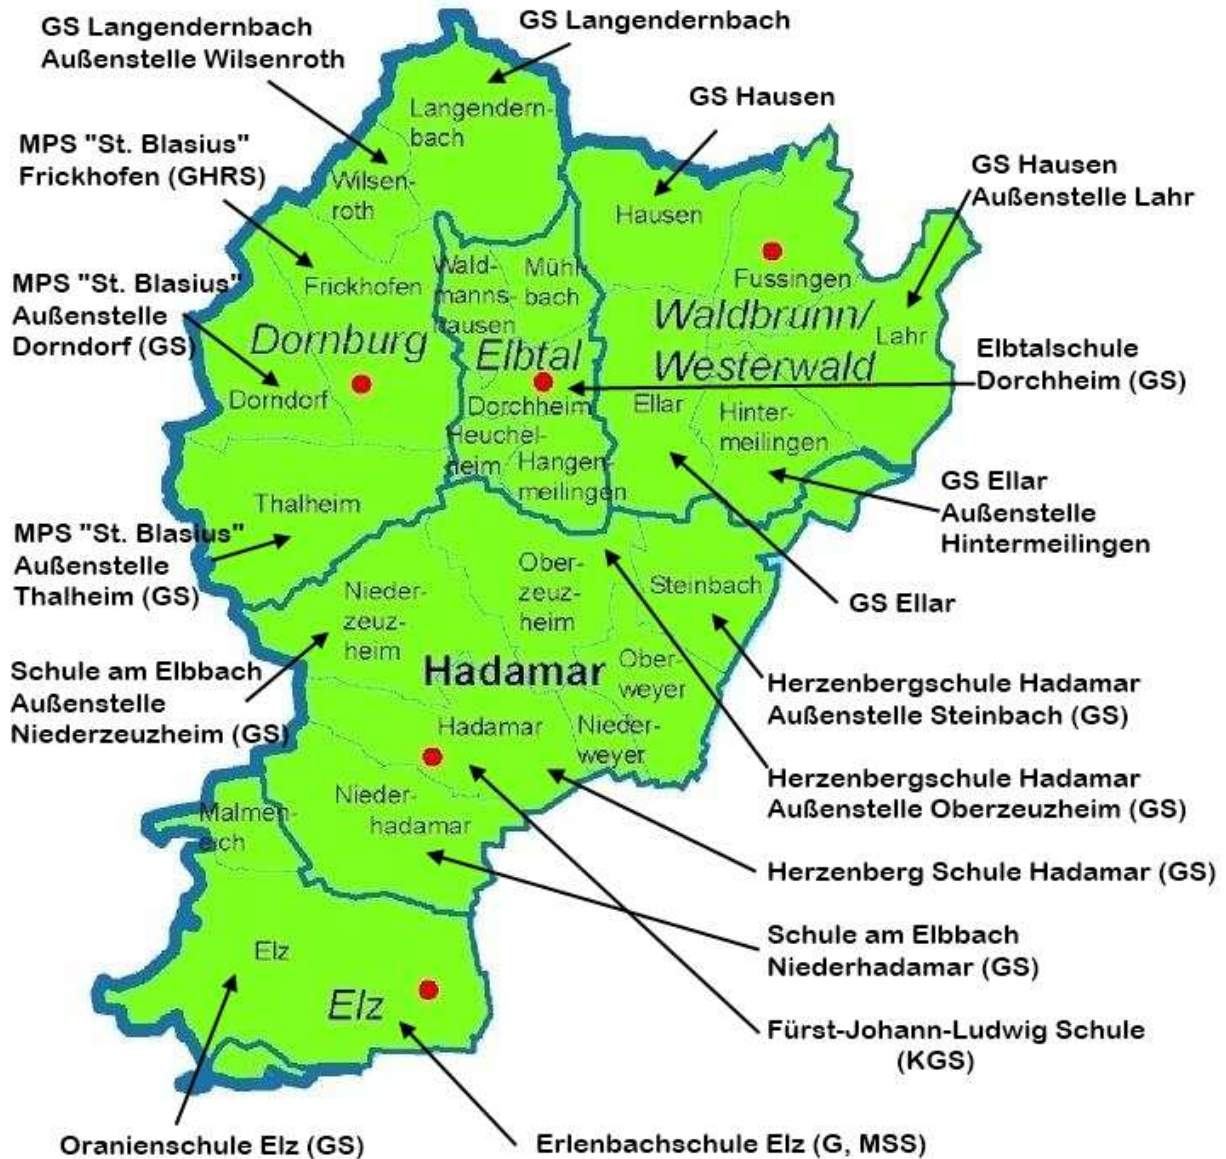 GS Langendernbach
Außenstelle Wilsenroth
GS Langendernbach
GS Hausen
MPS "St. Blasius"
Frickhofen (GHRS)
GS Hausen
Außenstelle Lahr
MPS "St. Blasius"
Außenstelle
Dorndorf (GS)
Elbtalschule
Dorchheim (GS)
GS Ellar
Außenstelle
Hintermeilingen
MPS "St. Blasius"
Außenstelle
Thalheim (GS)
GS Ellar
Schule am Elbbach
Außenstelle
Niederzeuzheim (GS)
Herzenbergschule Hadamar
Außenstelle Steinbach (GS)
Herzenbergschule Hadamar
Außenstelle Oberzeuzheim (GS)
Herzenberg Schule Hadamar (GS)
Schule am Elbbach
Niederhadamar (GS)
Fürst-Johann-Ludwig Schule
(KGS)
Oranienschule Elz (GS)
Erlenbachschule Elz (G, MSS)
Langendern-
bach
Wilsen-
roth
Hausen
Fussingen
Frickhofen
Wald-
manns-
hausen
Mühl-
bach
Waldbrunn/
Westerwald
Lahr
Dornburg
Elbtal
Dorndorf
Dorchheim
Ellar
Hinter-
meilingen
Heuchel-
heim
Hangen-
meilingen
Thalheim
Ober-
zeuz-
heim
Steinbach
Nieder-
zeuz-
heim
Hadamar
Ober-
weyer
Hadamar
Nieder-
weyer
Nieder-
hadamar
Malmen-
eich
Elz
Elz